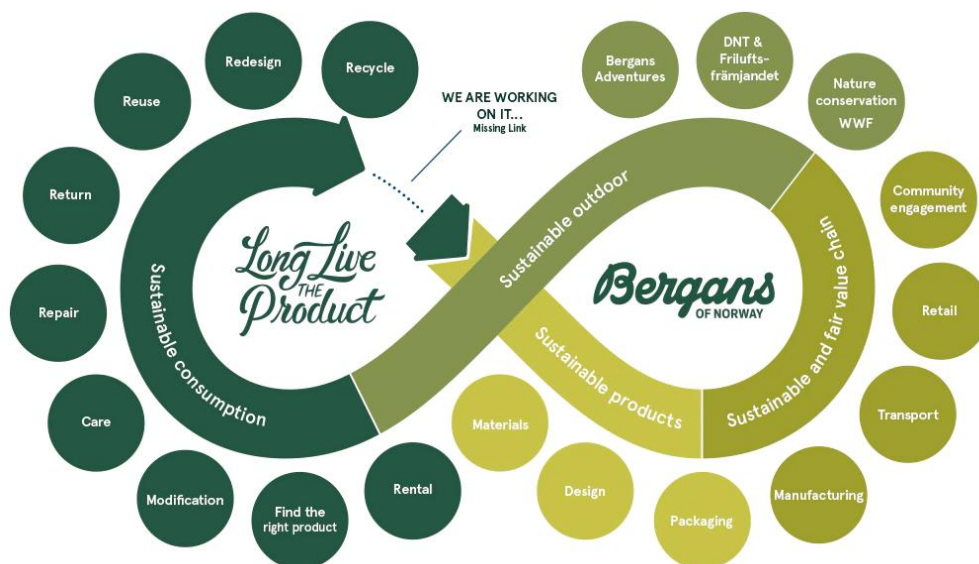 Redesign
Recycle
Reuse
Return
Repair
Care
Modification
Find the
right product
Rental
Sustainable consumption
Long Live
THE
Product
WE ARE WORKING
ON IT...
Missing Link
Sustainable outdoor
Bergans
Adventures
DNT &
Frilufts-
främjandet
Nature
conservation
WWF
Community
engagement
Retail
Transport
Manufacturing
Sustainable and fair value chain
Bergans
OF NORWAY
Sustainable products
Materials
Design
Packaging